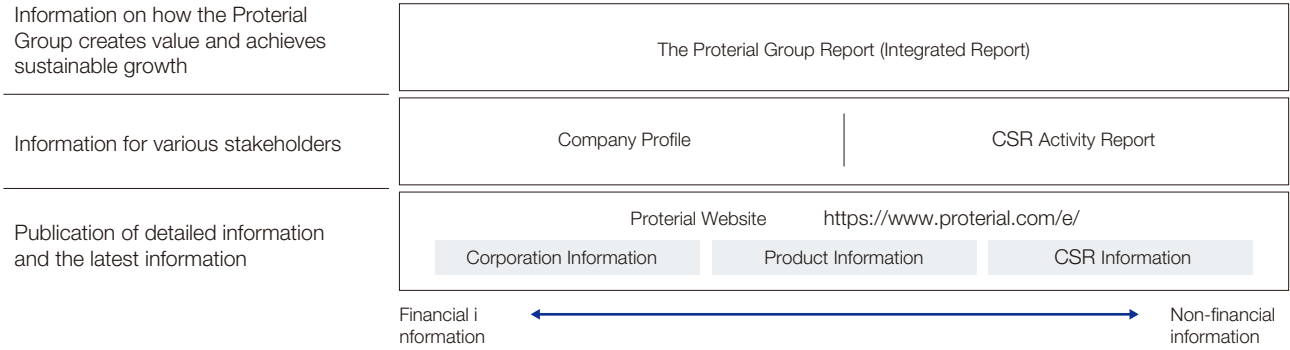 Information on how the Proterial
Group creates value and achieves
sustainable growth
The Proterial Group Report (Integrated Report)
Information for various stakeholders
Company Profile
CSR Activity Report
Publication of detailed information
and the latest information
Proterial Website https://www.proterial.com/e/
Corporation Information
Product Information
CSR Information
Financial i
nformation
Non-financial
information